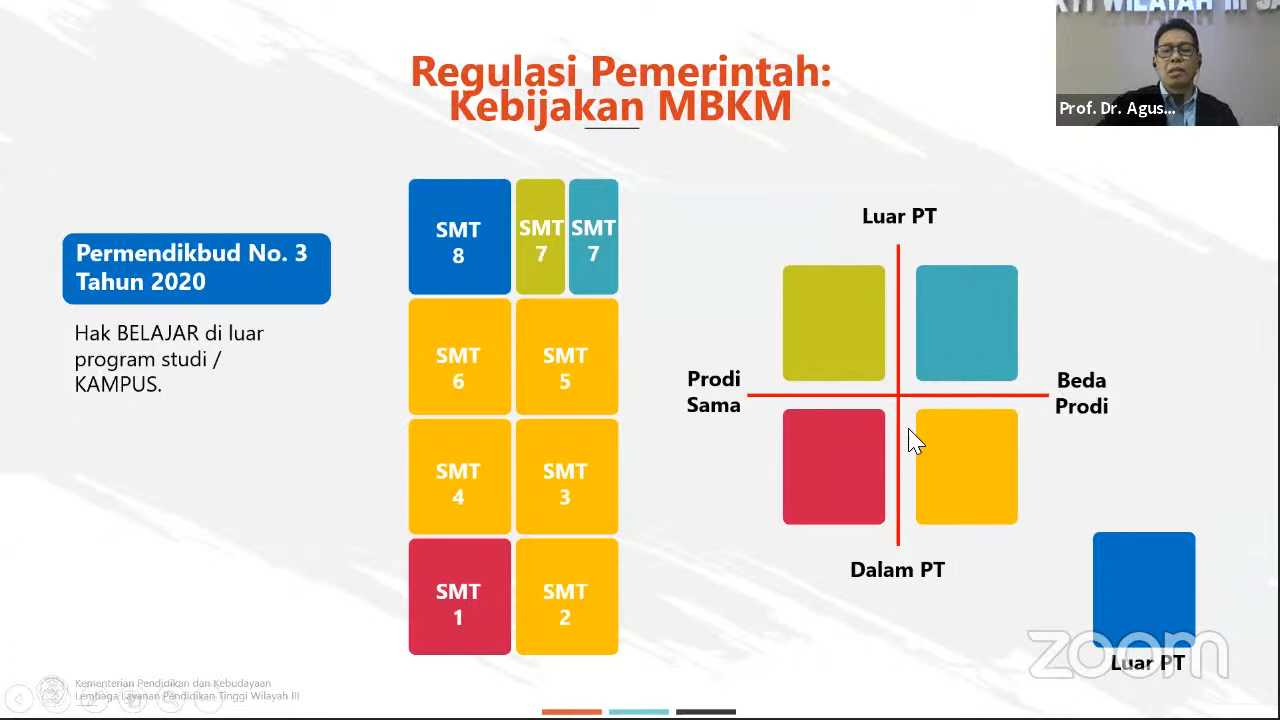 Regulasi Pemerintah:
Kebijakan MBKM
Prof. Dr. Agus...
WILAYAH III
Permendikbud No. 3
Tahun 2020
Hak BELAJAR di luar
program studi /
KAMPUS.
SMT
8
SMT
7
SMT
7
SMT
6
SMT
5
SMT
4
SMT
3
SMT
1
SMT
2
Luar PT
Prodi
Sama
Beda
Prodi
Dalam PT
Luar PT
zoom
Kementerian Pendidikan dan Kebudayaan
Lembaga Layanan Pendidikan Tinggi Wilayah III